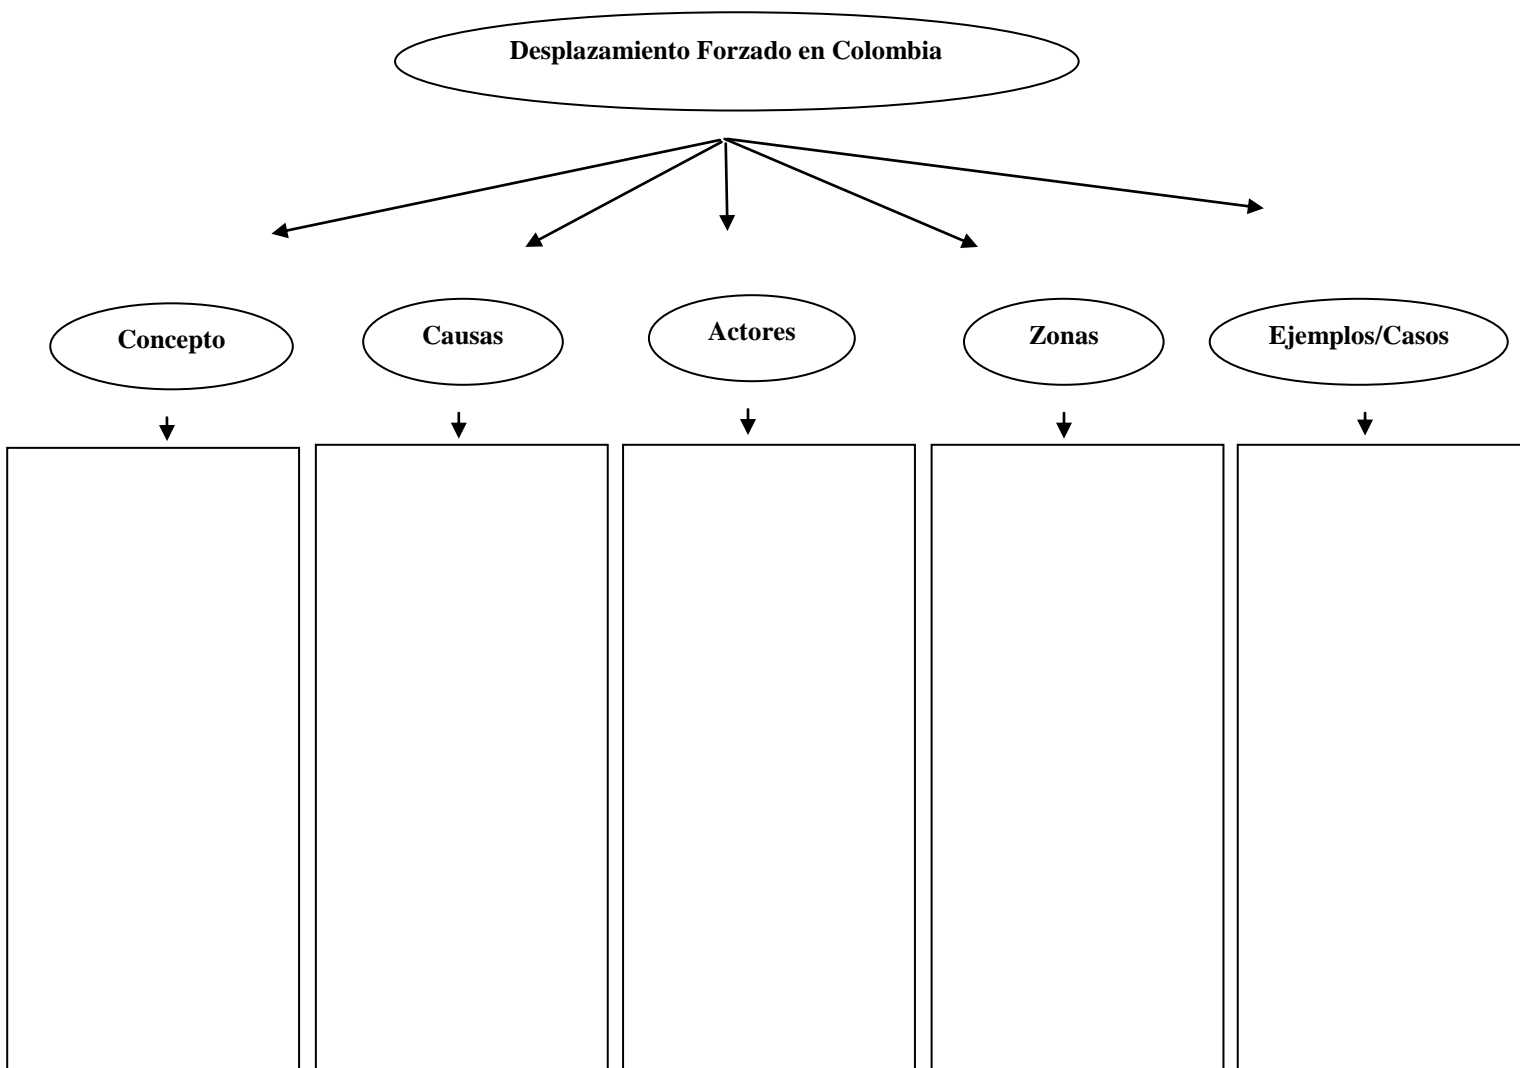 Desplazamiento Forzado en Colombia
Concepto
Causas
Actores
Zonas
Ejemplos/Casos